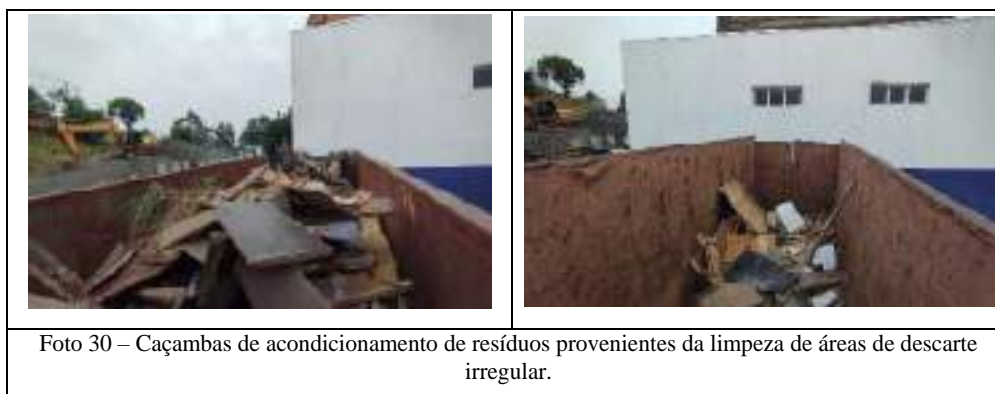 Foto 30 – Caçambas de acondicionamento de resíduos provenientes da limpeza de áreas de descarte
irregular.